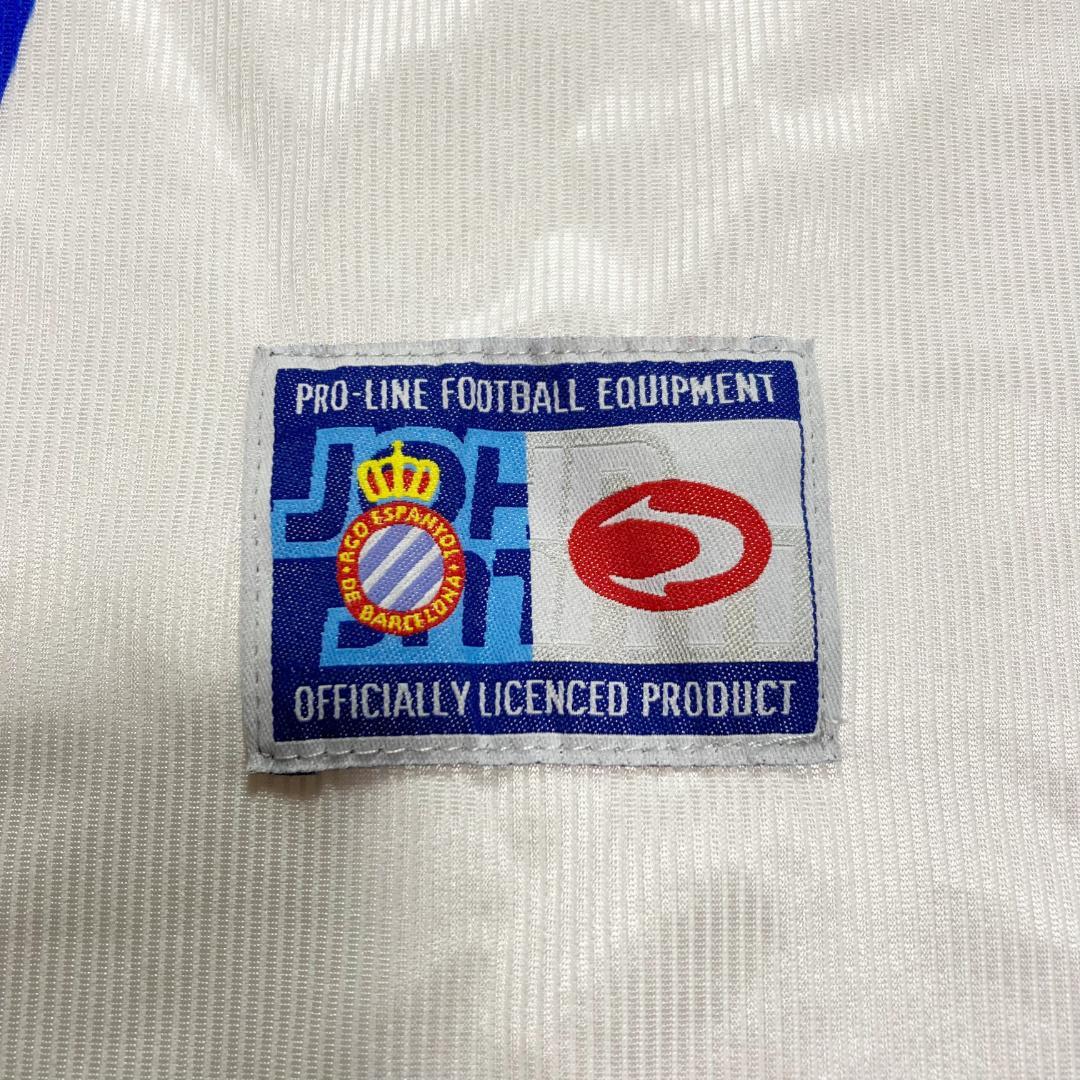 PRO-LINE FOOTBALL EQUIPMENT
RCD ESPANYOL
DE BARCELONA
OFFICIALLY LICENCED PRODUCT